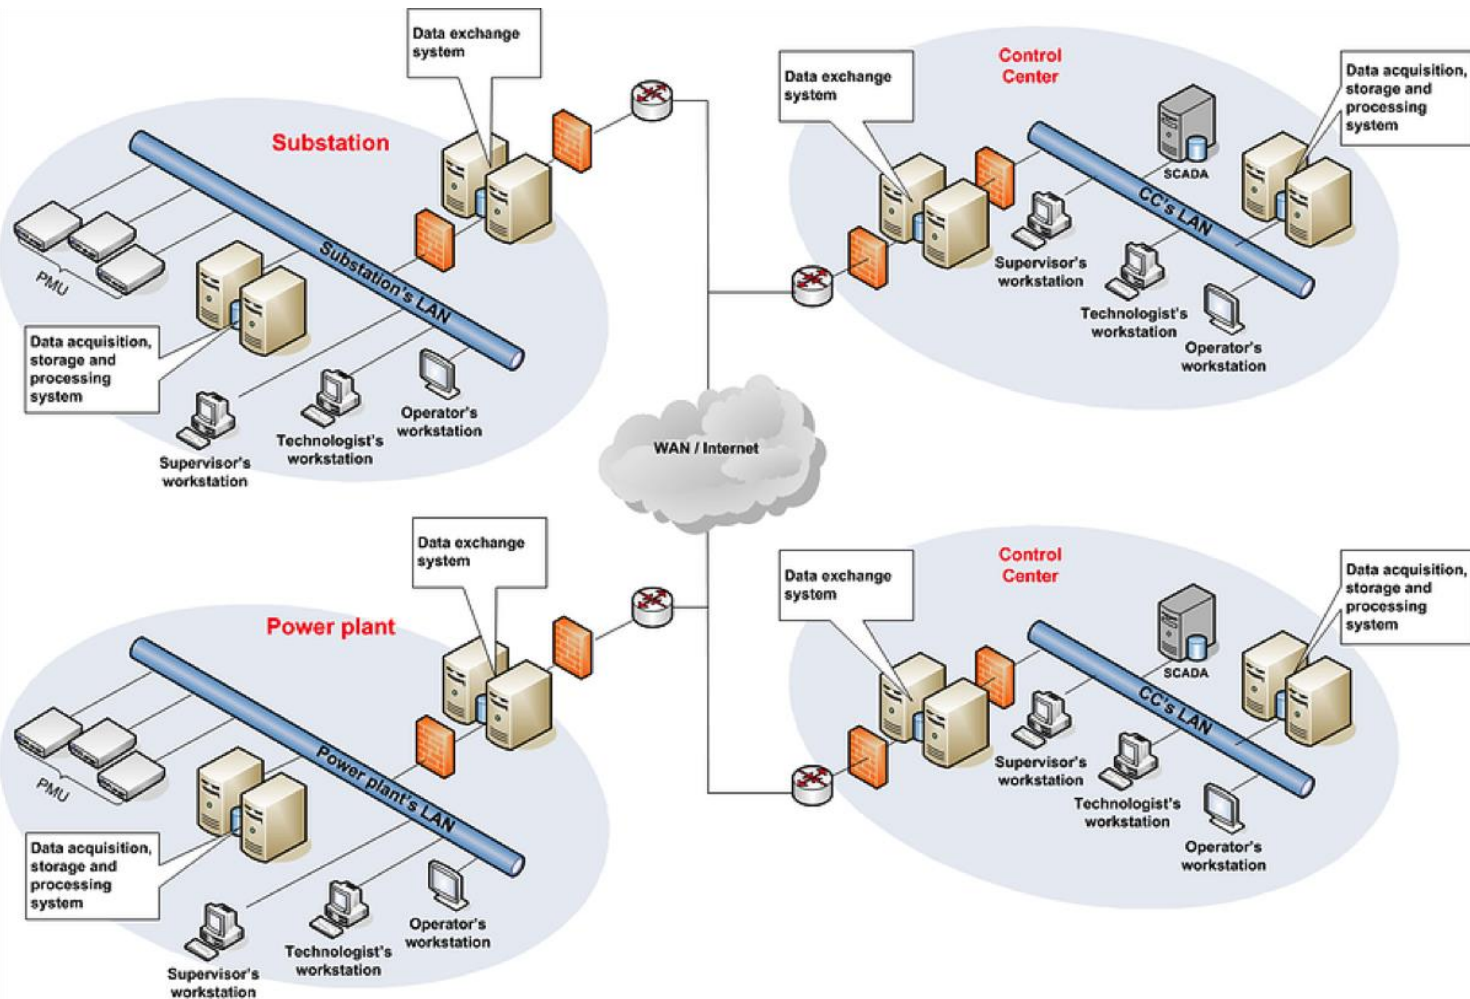 Data exchange
system
Substation
Substation's LAN
PMU
Data acquisition,
storage and
processing
system
Supervisor's
workstation
Technologist's
workstation
Operator's
workstation
Data exchange
system
Control
Center
Data acquisition,
storage and
processing
system
SCADA
CC's LAN
Supervisor's
workstation
Technologist's
workstation
Operator's
workstation
WAN / Internet
Data exchange
system
Power plant
Power plant's LAN
PMU
Data acquisition,
storage and
processing
system
Supervisor's
workstation
Technologist's
workstation
Operator's
workstation
Data exchange
system
Control
Center
Data acquisition,
storage and
processing
system
SCADA
CC's LAN
Supervisor's
workstation
Technologist's
workstation
Operator's
workstation